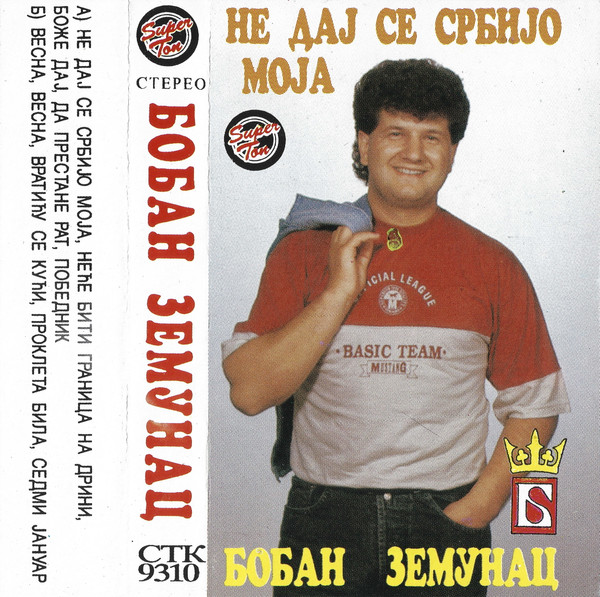 А) НЕ ДАЈ СЕ СРБИЈО МОЈА, НЕЋЕ БИТИ ГРАНИЦА НА ДРИНИ,
БОЖЕ ДАЈ, ДА ПРЕСТАНЕ РАТ, ПОБЕДНИК
Б) ВЕСНА, ВЕСНА, ВРАТИЋУ СЕ КУЋИ, ПРОКЛЕТА БИЛА, СЕДМИ ЈАНУАР
Super
Ton
СТЕРЕО
БОБАН ЗЕМУНАЦ
СТК
9310
НЕ ДАЈ СЕ СРБИЈО
МОЈА
Super
Ton
CIAL LEAGUE
·BASIC TEAM·
MUSTANG
Б
БОБАН ЗЕМУНАЦ